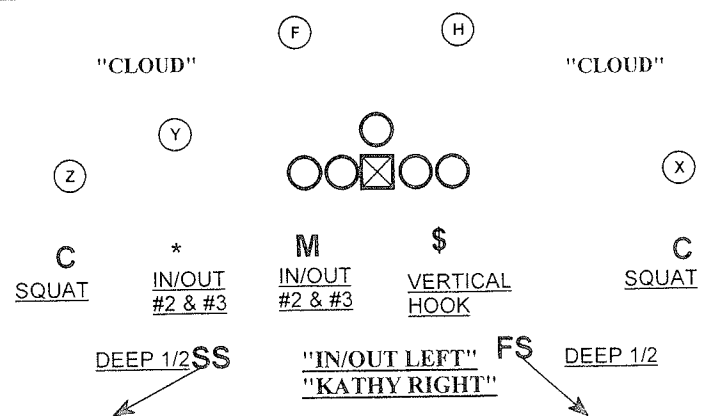 F H
"CLOUD" "CLOUD"
Y
Z X
C * M $ C
SQUAT IN/OUT IN/OUT VERTICAL SQUAT
#2 & #3 #2 & #3 HOOK
DEEP 1/2 SS "IN/OUT LEFT" FS DEEP 1/2
"KATHY RIGHT"